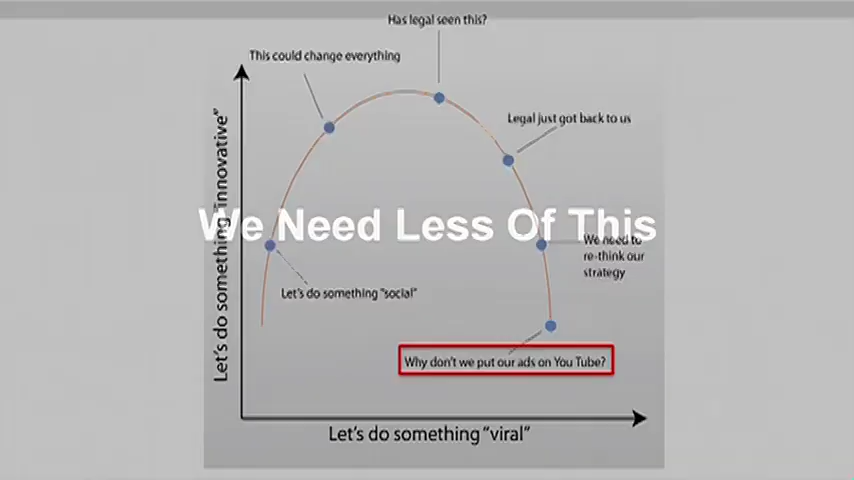 Has legal seen this?
This could change everything
Legal just got back to us
Let's do something "innovative"
We Need Less Of This
We need to
re-think our
strategy
Let's do something "social"
Why don't we put our ads on You Tube?
Let's do something "viral"